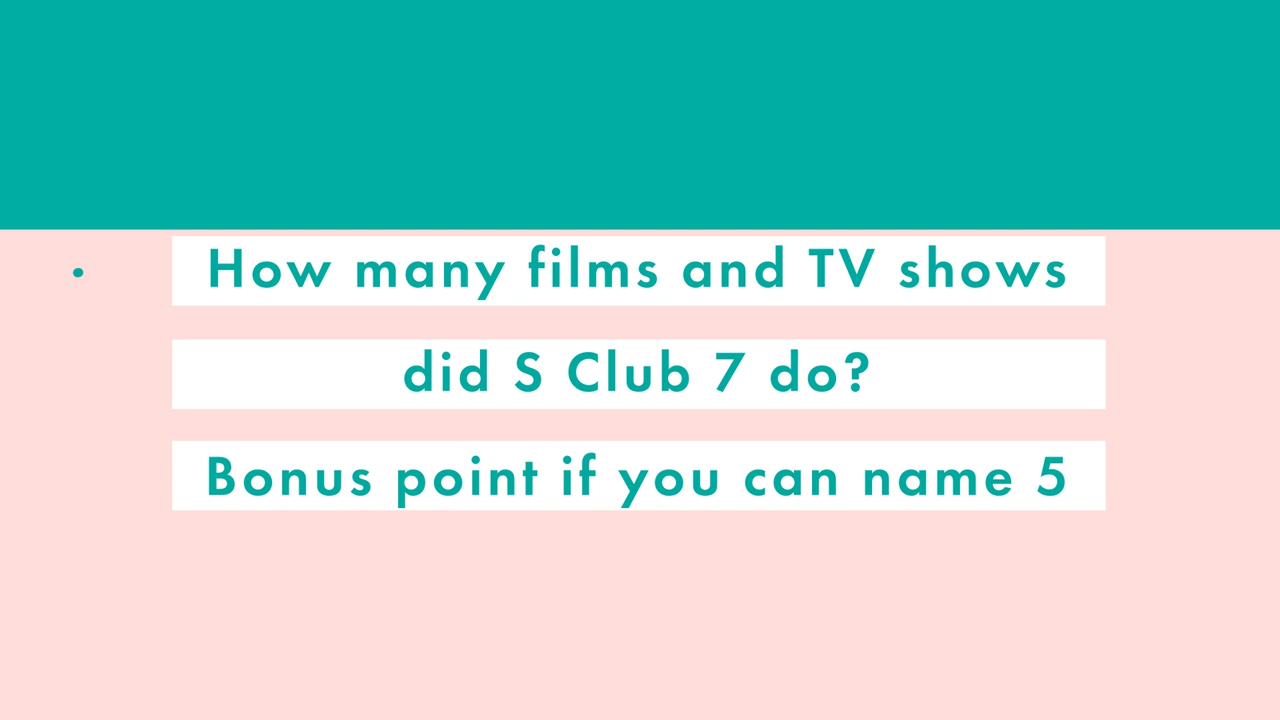 How many films and TV shows
did S Club 7 do?
Bonus point if you can name 5